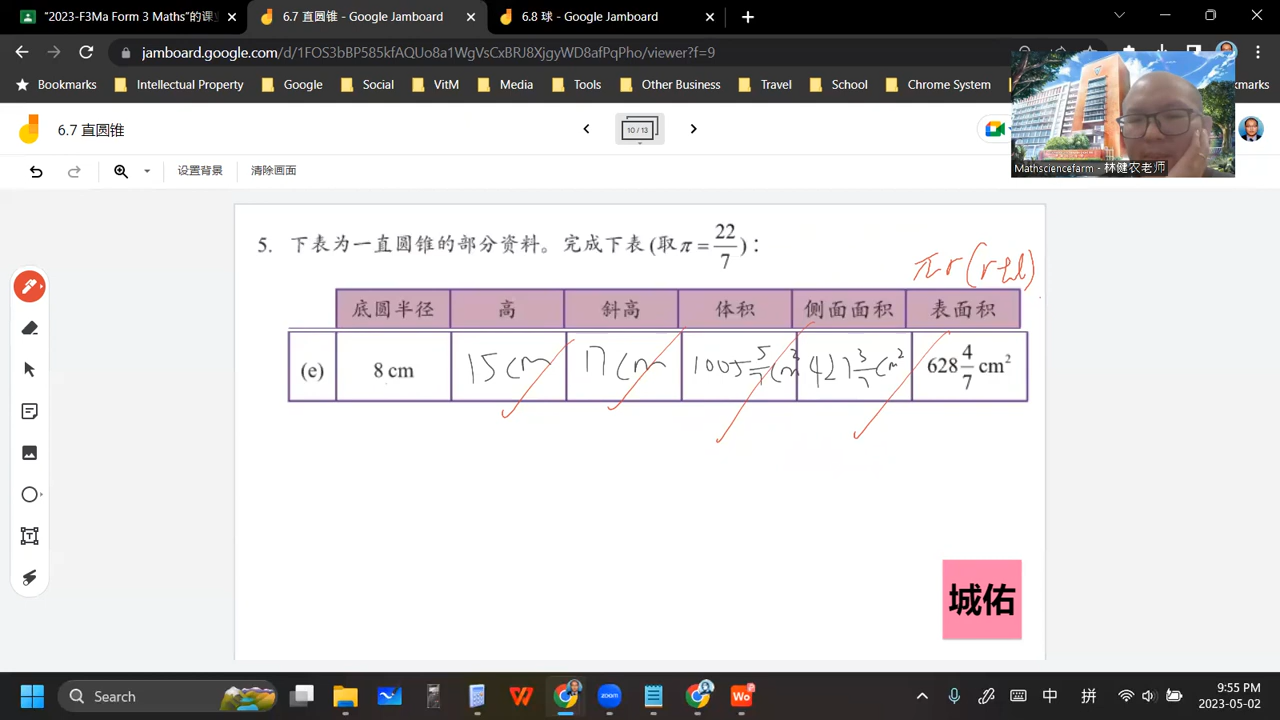 "2023-F3Ma Form 3 Maths"的课
6.7 直圆锥 - Google Jamboard
6.8 球 - Google Jamboard
jamboard.google.com/d/1FOS3bBP585kfAQUo8a1WgVsCxBRB8XjgyWD8afPqPho/viewer?f=9
Bookmarks
Intellectual Property
Google
Social
VitM
Media
Tools
Other Business
Travel
School
Chrome System
Bookmarks
6.7 直圆锥
10 / 13
设置背景
清除画面
Mathsciencefarm - 林健农老师
5. 下表为一直圆锥的部分资料。完成下表 (取 π = 22/7) :
πr(r+l)
底圆半径 高 斜高 体积 侧面面积 表面积
(e) 8 cm 15 cm 17 cm 1005 5/7 cm³ 427 3/7 cm² 628 4/7 cm²
城佑
Search
中
拼
9:55 PM
2023-05-02